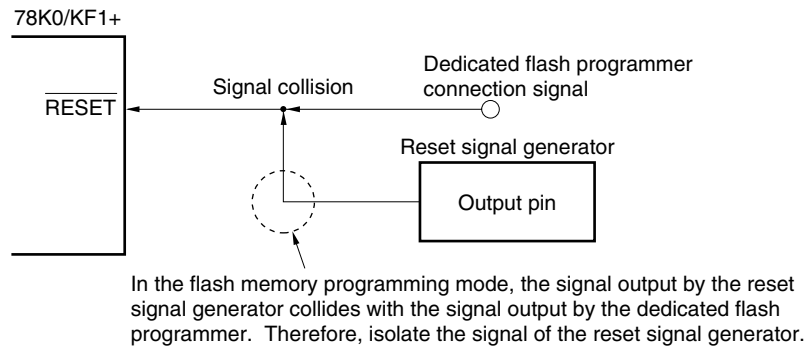 78K0/KF1+
Dedicated flash programmer
connection signal
Signal collision
RESET
Reset signal generator
Output pin
In the flash memory programming mode, the signal output by the reset
signal generator collides with the signal output by the dedicated flash
programmer.  Therefore, isolate the signal of the reset signal generator.